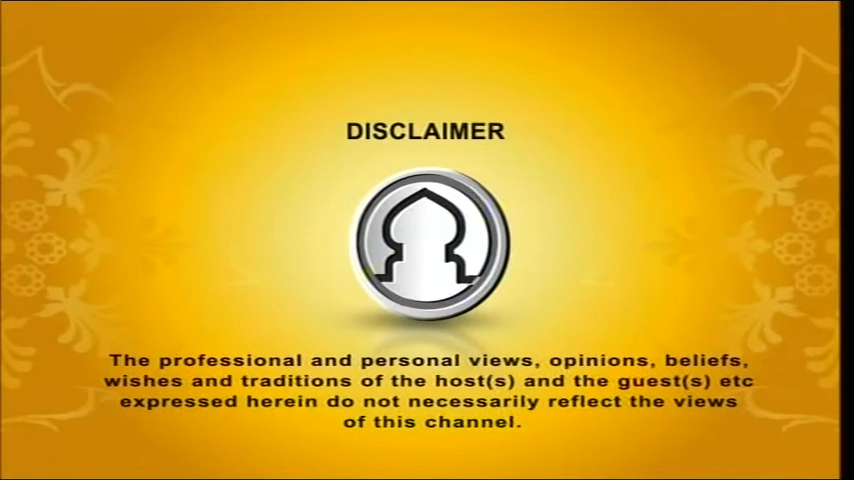 DISCLAIMER
The professional and personal views, opinions, beliefs,
wishes and traditions of the host(s) and the guest(s) etc
expressed herein do not necessarily reflect the views
of this channel.